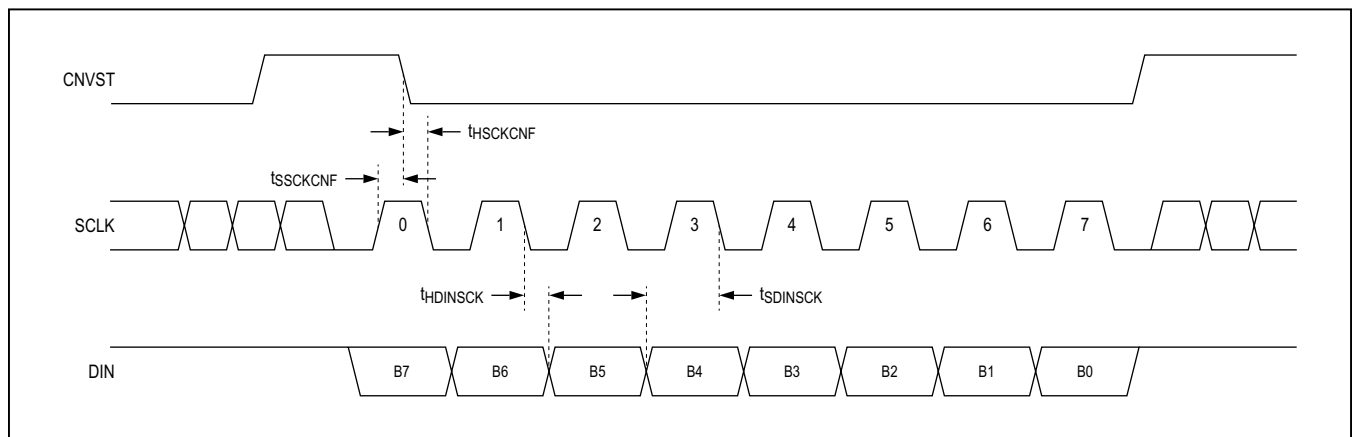 CNVST
tHSCKCNF
tSSCKCNF
SCLK
0 1 2 3 4 5 6 7
tHDINSCK
tSDINSCK
DIN
B7 B6 B5 B4 B3 B2 B1 B0